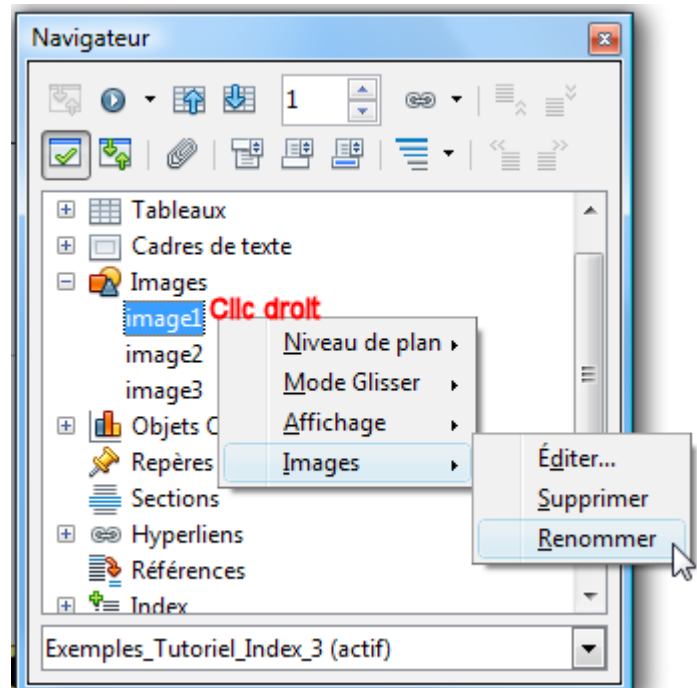 Navigateur
1
Tableaux
Cadres de texte
Images
image1 Clic droit
image2
image3
Niveau de plan
Mode Glisser
Affichage
Images
Éditer...
Supprimer
Renommer
Objets
Repères
Sections
Hyperliens
Références
Index
Exemples_Tutoriel_Index_3 (actif)